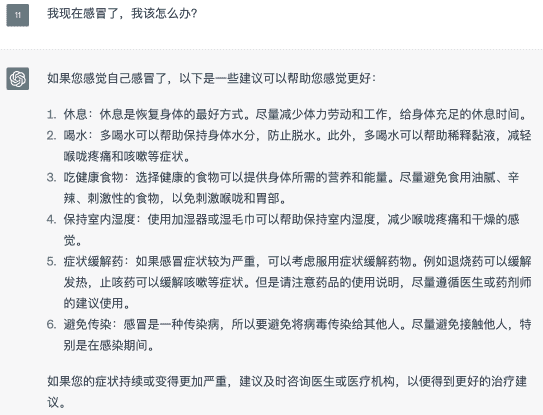 11
我现在感冒了，我该怎么办?
如果您感觉自己感冒了，以下是一些建议可以帮助您感觉更好：
1. 休息：休息是恢复身体的最好方式。尽量减少体力劳动和工作，给身体充足的休息时间。
2. 喝水：多喝水可以帮助保持身体水分，防止脱水。此外，多喝水可以帮助稀释黏液，减轻
喉咙疼痛和咳嗽等症状。
3. 吃健康食物：选择健康的食物可以提供身体所需的营养和能量。尽量避免食用油腻、辛
辣、刺激性的食物，以免刺激喉咙和胃部。
4. 保持室内湿度：使用加湿器或湿毛巾可以帮助保持室内湿度，减少喉咙疼痛和干燥的感
觉。
5. 症状缓解药：如果感冒症状较为严重，可以考虑服用症状缓解药物。例如退烧药可以缓解
发热，止咳药可以缓解咳嗽等症状。但是请注意药品的使用说明，尽量遵循医生或药剂师
的建议使用。
6. 避免传染：感冒是一种传染病，所以要避免将病毒传染给其他人。尽量避免接触他人，特
别是在感染期间。
如果您的症状持续或变得更加严重，建议及时咨询医生或医疗机构，以便得到更好的治疗建
议。